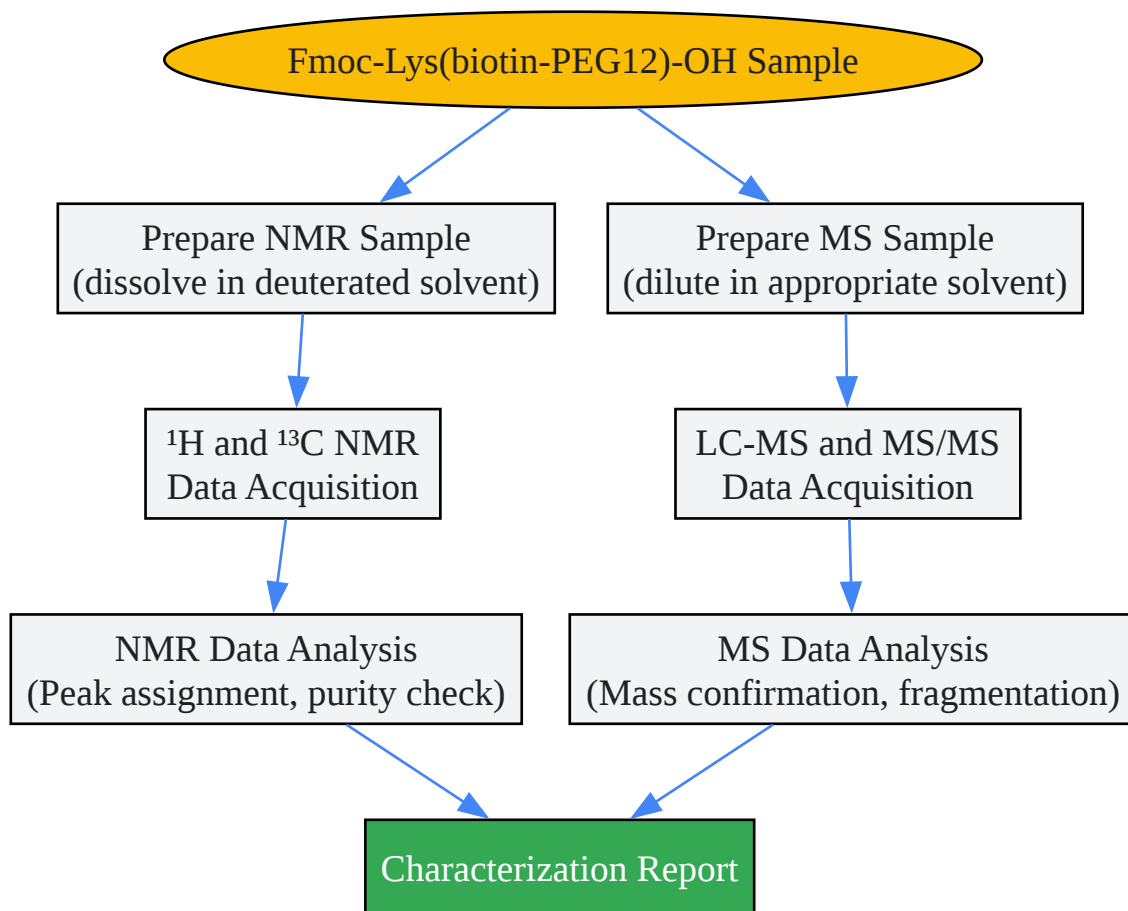 Fmoc-Lys(biotin-PEG12)-OH Sample
Prepare NMR Sample
(dissolve in deuterated solvent)
Prepare MS Sample
(dilute in appropriate solvent)
¹H and ¹³C NMR
Data Acquisition
LC-MS and MS/MS
Data Acquisition
NMR Data Analysis
(Peak assignment, purity check)
MS Data Analysis
(Mass confirmation, fragmentation)
Characterization Report